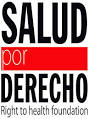 SALUD
por
DERECHO
Right to health foundation